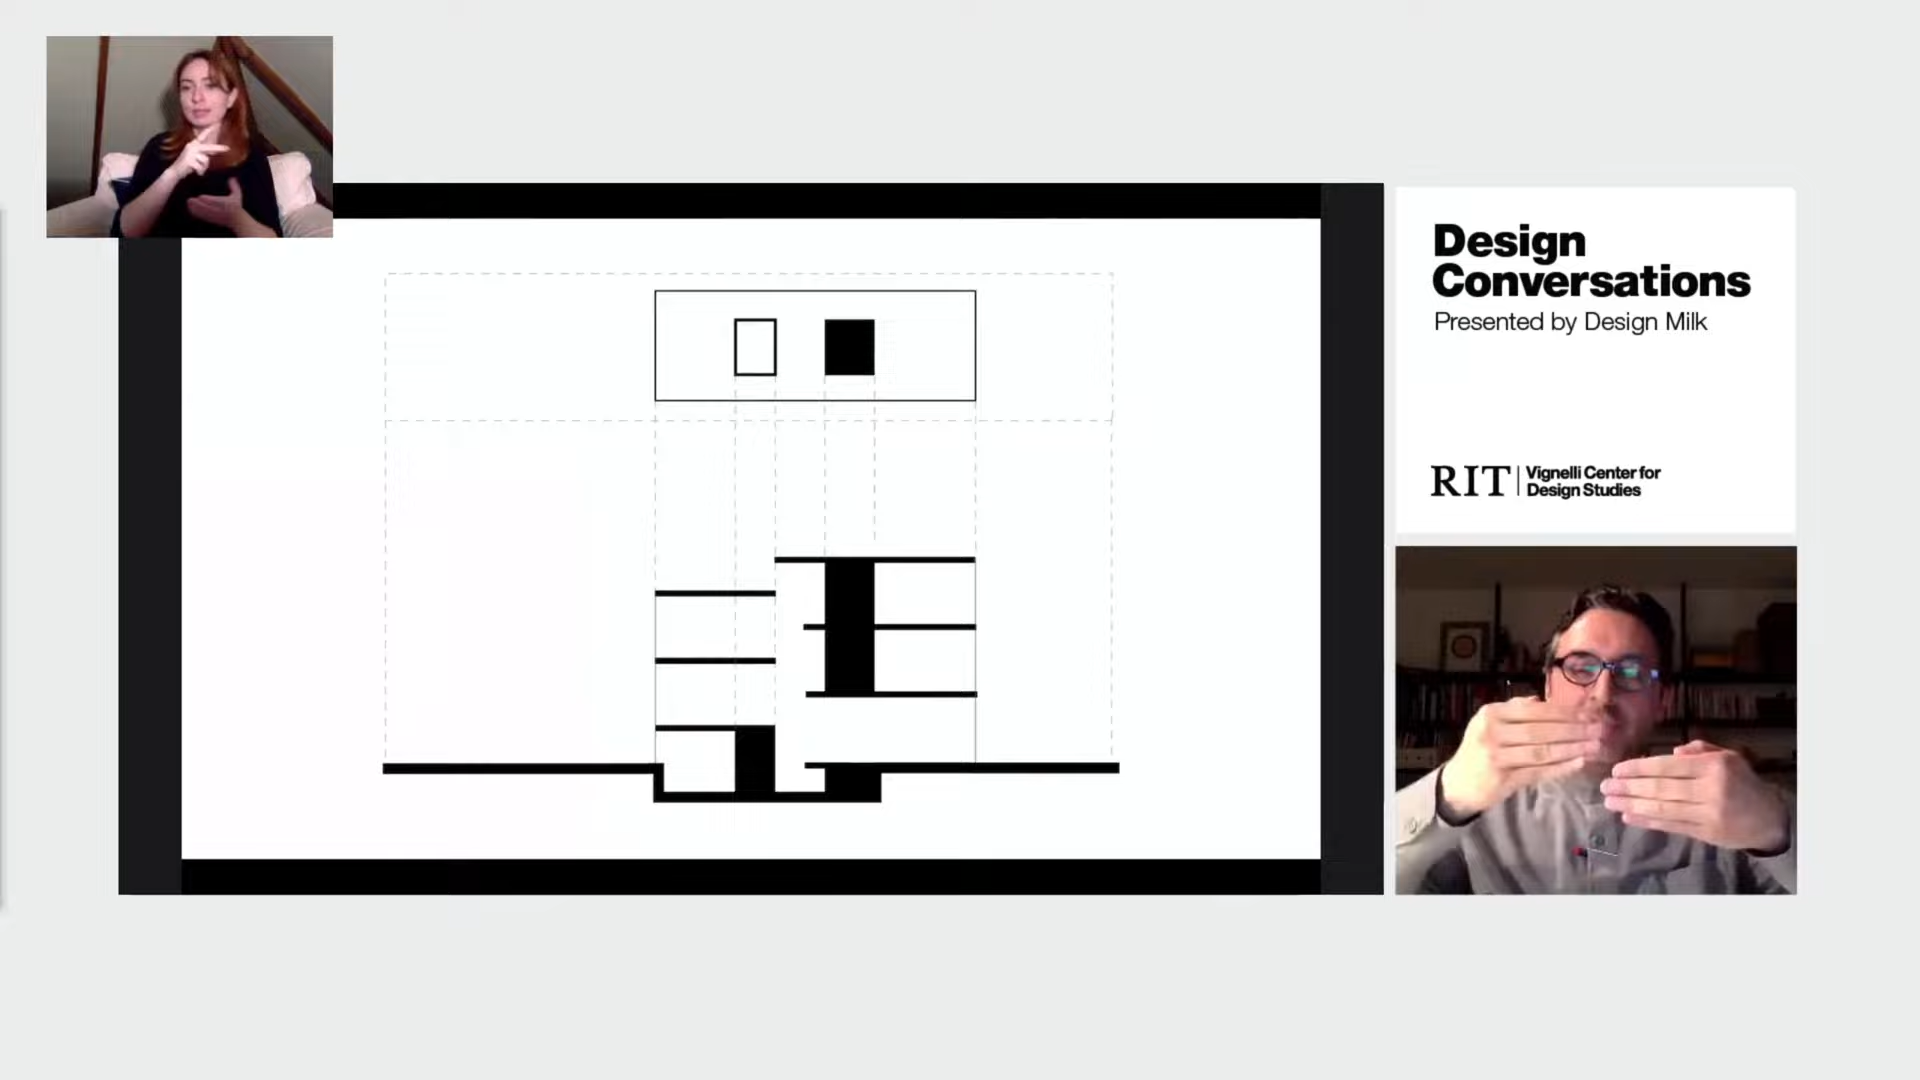 Design
Conversations
Presented by Design Milk
RIT
Vignelli Center for
Design Studies